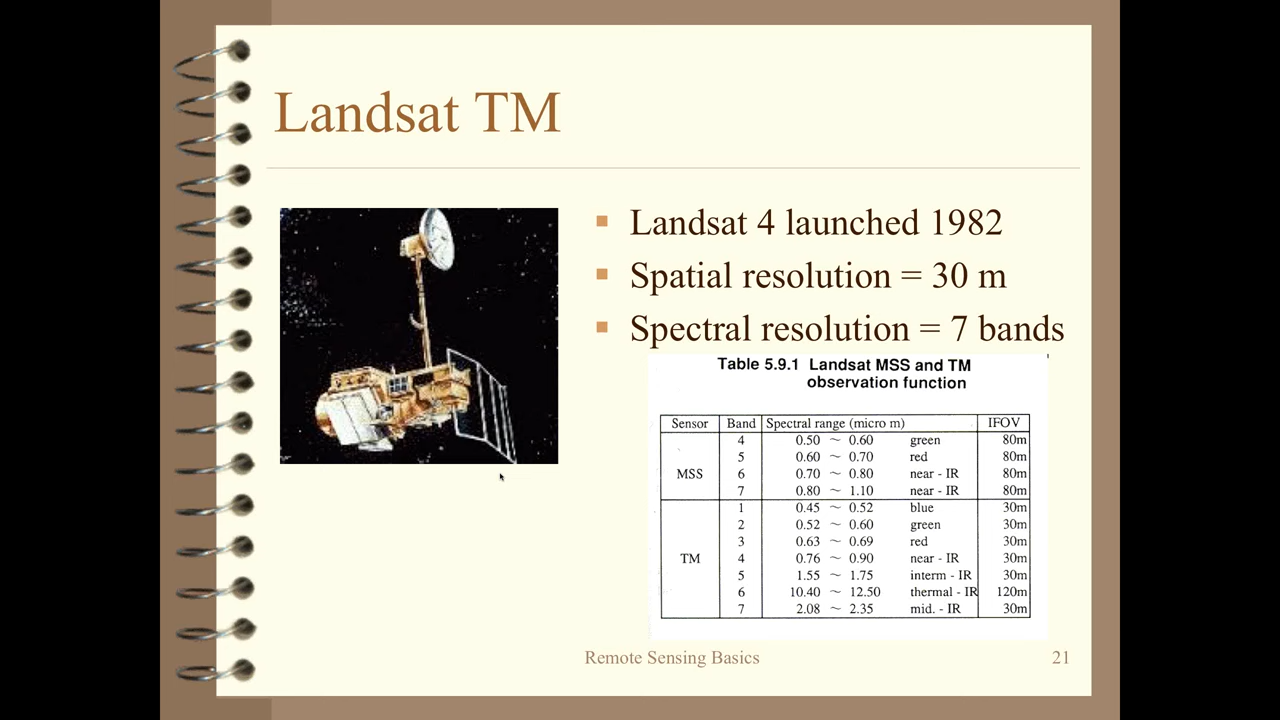 Landsat TM
Landsat 4 launched 1982
Spatial resolution = 30 m
Spectral resolution = 7 bands
Table 5.9.1 Landsat MSS and TM
observation function
Sensor Band Spectral range (micro m) IFOV
4 0.50 ~ 0.60 green 80m
5 0.60 ~ 0.70 red 80m
MSS 6 0.70 ~ 0.80 near - IR 80m
7 0.80 ~ 1.10 near - IR 80m
1 0.45 ~ 0.52 blue 30m
2 0.52 ~ 0.60 green 30m
3 0.63 ~ 0.69 red 30m
TM 4 0.76 ~ 0.90 near - IR 30m
5 1.55 ~ 1.75 interm - IR 30m
6 10.40 ~ 12.50 thermal - IR 120m
7 2.08 ~ 2.35 mid. - IR 30m
Remote Sensing Basics 21